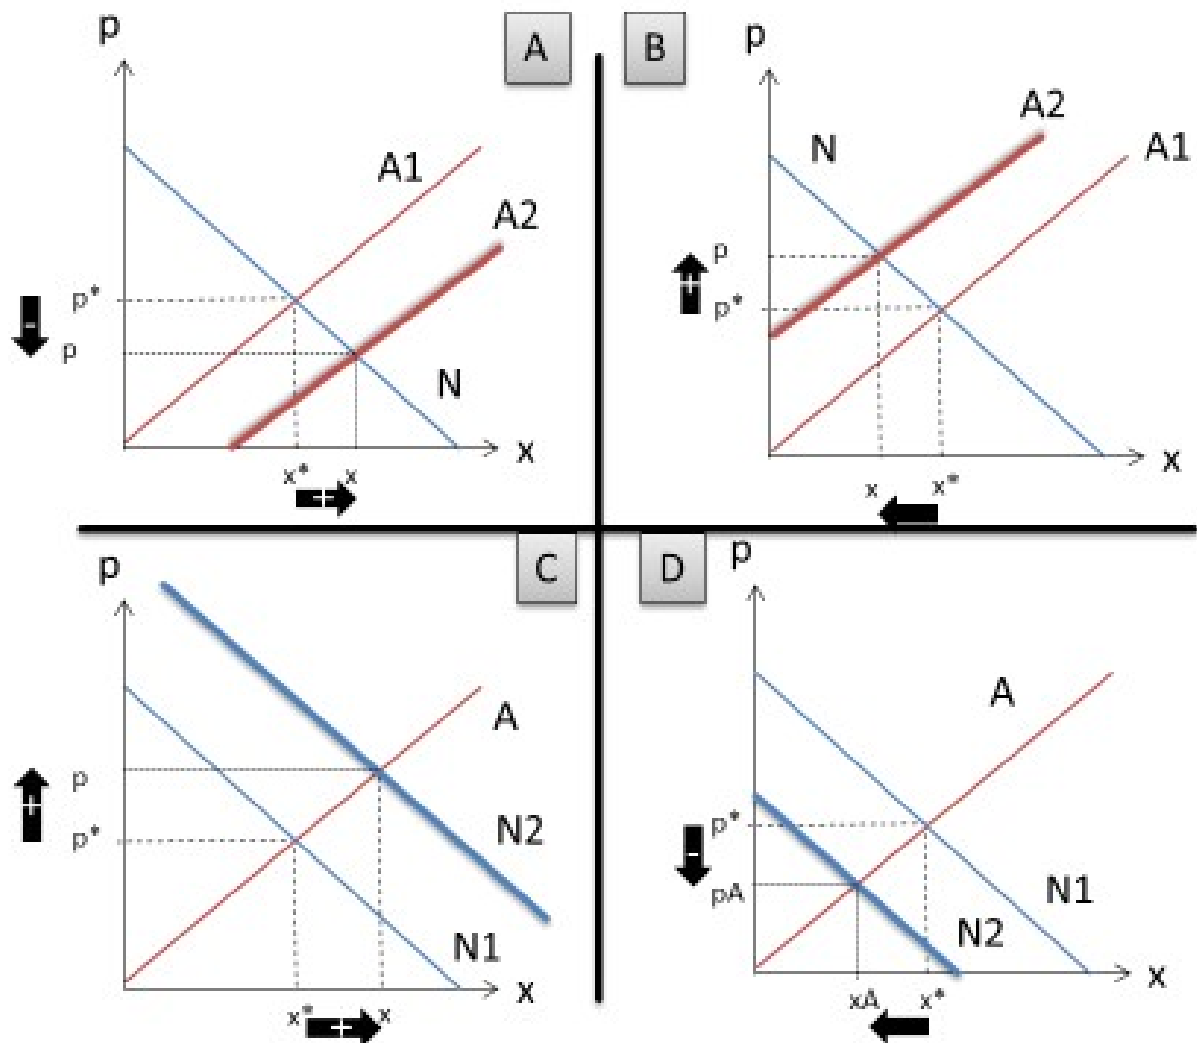 A
p
A1
A2
p*
-
p
N
x
x* x
+
B
p
A2
N
A1
p
+
p*
x
x x*
C
p
A
p
+
p*
N2
N1
x
x* x
+
D
p
A
p*
-
pA
N1
N2
x
xA x*